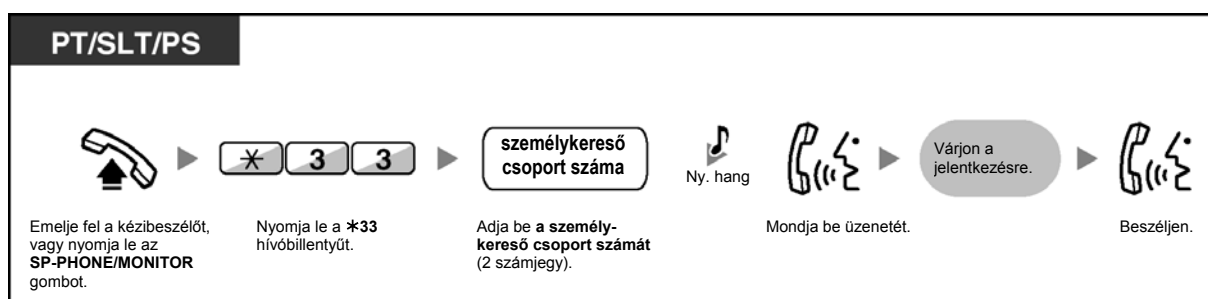 PT/SLT/PS
✳ 3 3
személykereső
csoport száma
Ny. hang
Várjon a
jelentkezésre.
Emelje fel a kézibeszélőt,
vagy nyomja le az
SP-PHONE/MONITOR
gombot.
Nyomja le a ✳33
hívóbillentyűt.
Adja be a személy-
kereső csoport számát
(2 számjegy).
Mondja be üzenetét.
Beszéljen.